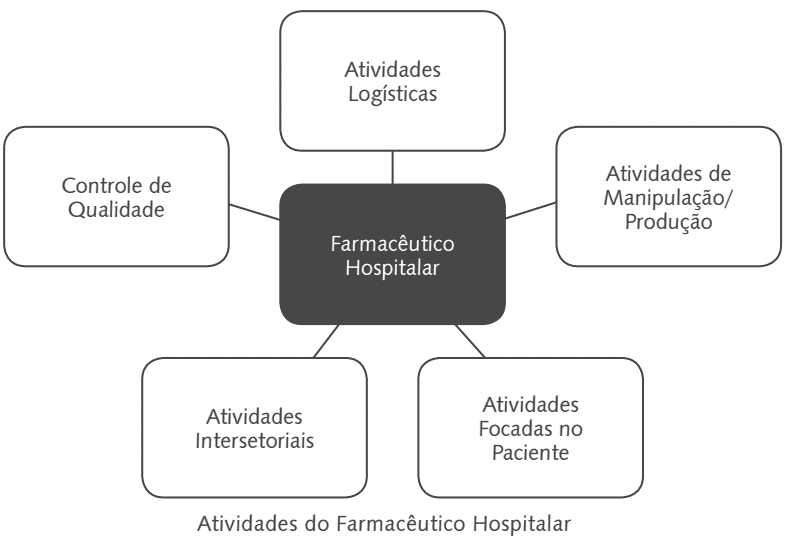 Atividades
Logísticas
Controle de
Qualidade
Atividades de
Manipulação/
Produção
Farmacêutico
Hospitalar
Atividades
Intersetoriais
Atividades
Focadas no
Paciente
Atividades do Farmacêutico Hospitalar